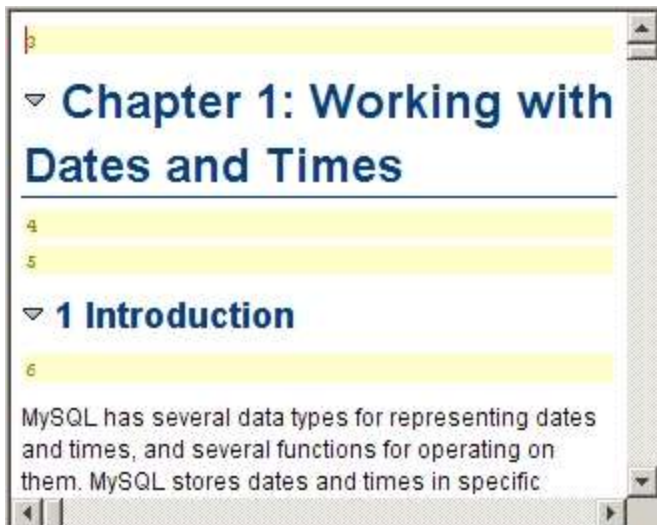 3
Chapter 1: Working with
Dates and Times
4
5
1 Introduction
6
MySQL has several data types for representing dates
and times, and several functions for operating on
them. MySQL stores dates and times in specific